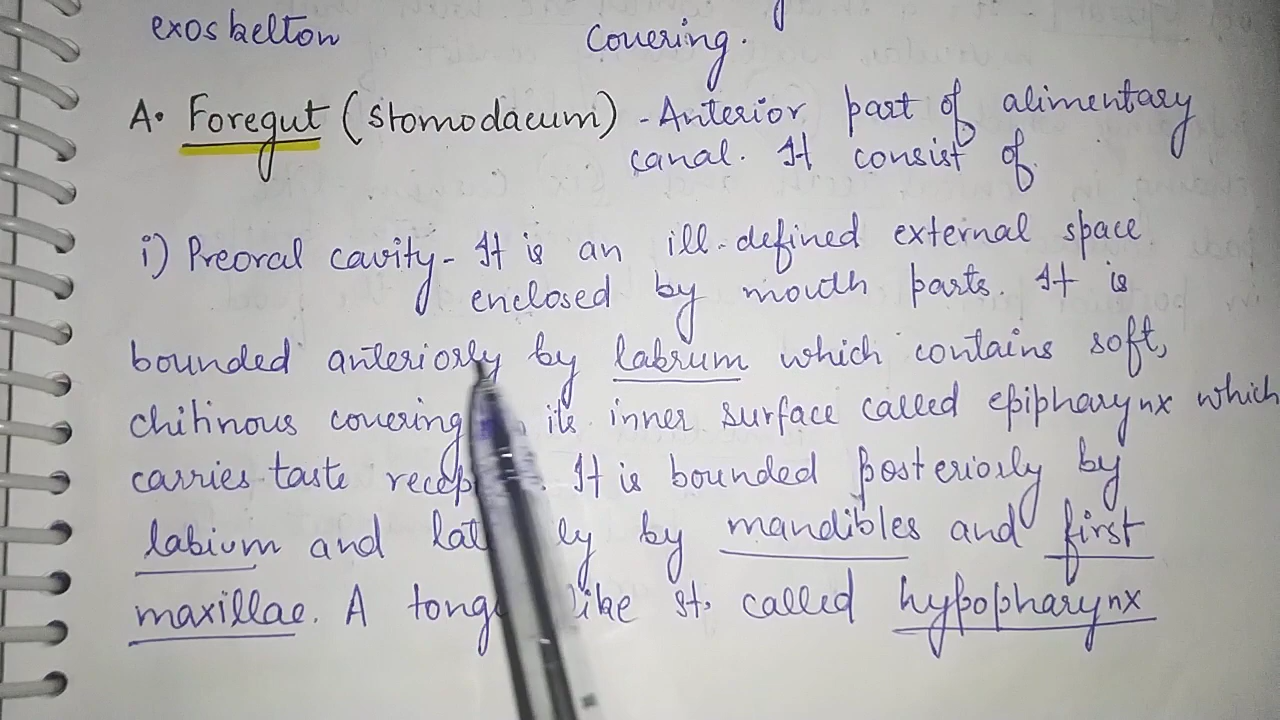 exoskelton covering.
A. Foregut (Stomodaeum) - Anterior part of alimentary
canal. It consist of
i) Preoral cavity - It is an ill-defined external space
enclosed by mouth parts. It is
bounded anteriorly by labrum which contains soft,
chitinous covering its inner surface called epipharynx which
carries taste . It is bounded posteriorly by
labium and by mandibles and first
maxillae. A like st. called hypopharynx